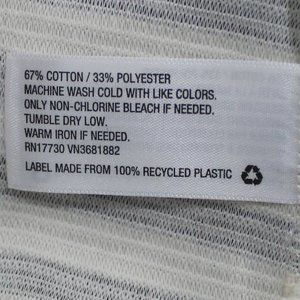 67% COTTON / 33% POLYESTER
MACHINE WASH COLD WITH LIKE COLORS.
ONLY NON-CHLORINE BLEACH IF NEEDED.
TUMBLE DRY LOW.
WARM IRON IF NEEDED.
RN17730 VN3681882
LABEL MADE FROM 100% RECYCLED PLASTIC